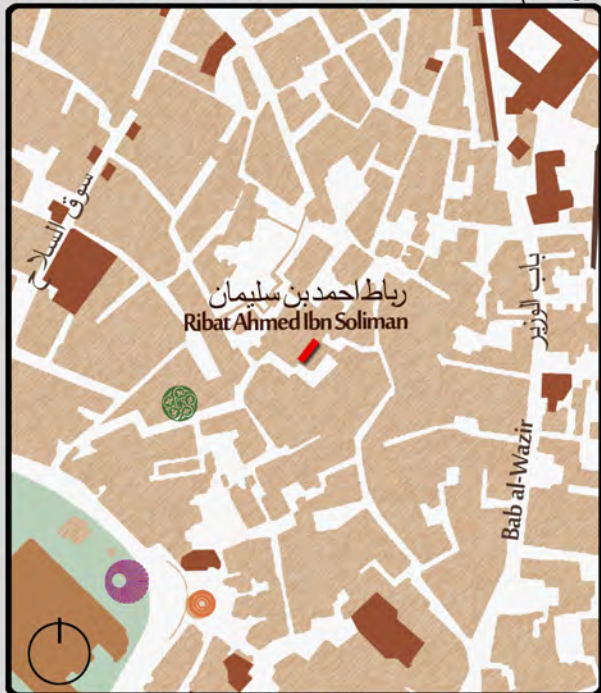 سوق السلاح
باب الوزير
رباط احمد بن سليمان
Ribat Ahmed Ibn Soliman
Bab al-Wazir